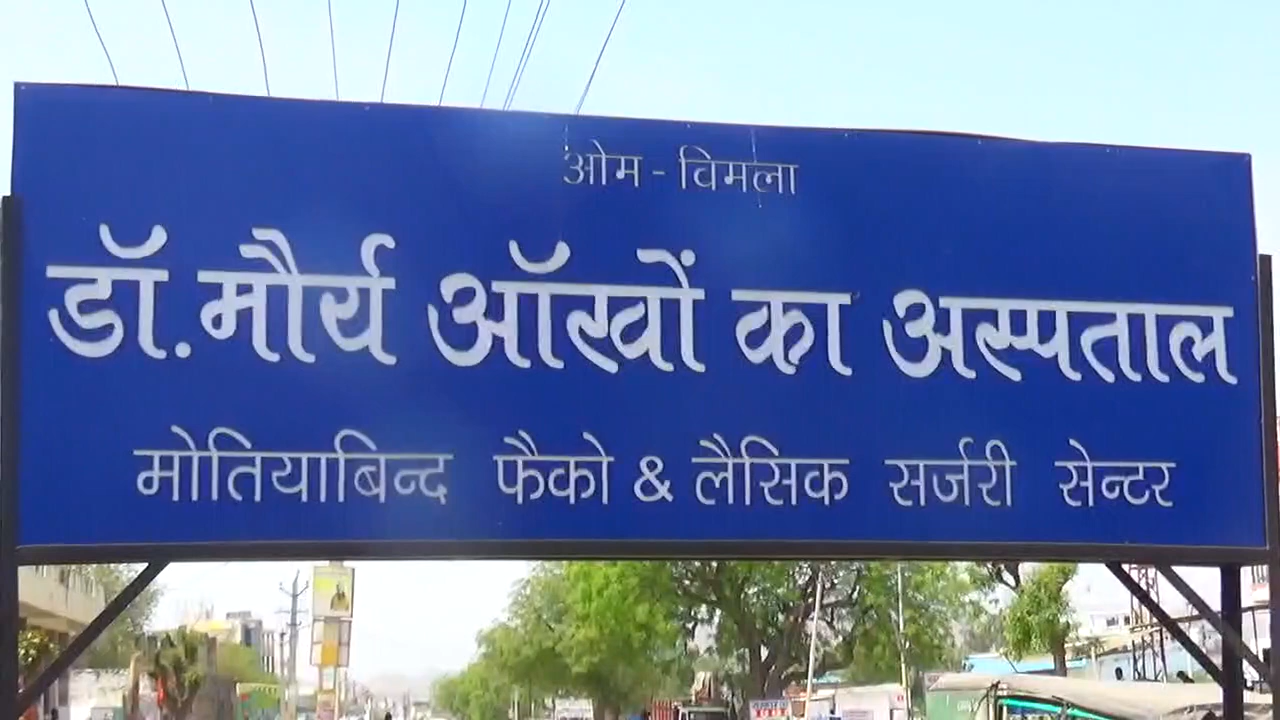 ओम - विमला
डॉ. मौर्य ऑखों का अस्पताल
मोतियाबिन्द फैको & लैसिक सर्जरी सेन्टर